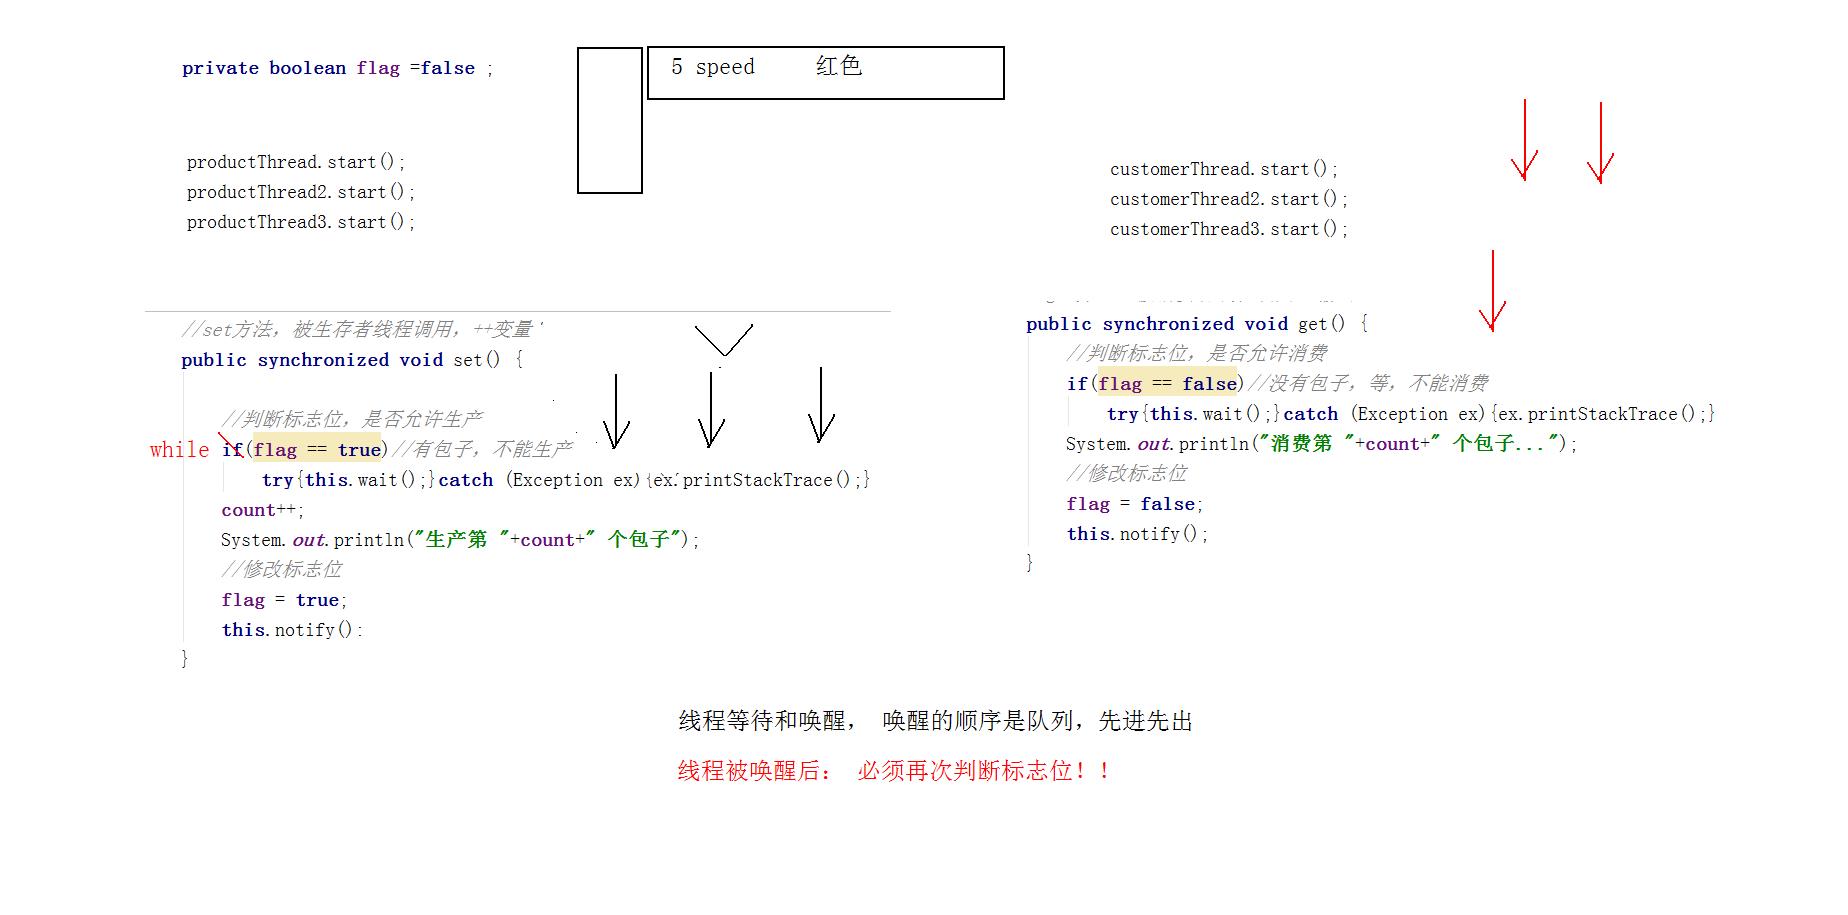 private boolean flag =false ;
5 speed 红色
productThread.start();
productThread2.start();
productThread3.start();
customerThread.start();
customerThread2.start();
customerThread3.start();
//set方法，被生存者线程调用，++变量
public synchronized void set() {
//判断标志位，是否允许生产
while if(flag == true)//有包子，不能生产
try{this.wait();}catch (Exception ex){ex.printStackTrace();}
count++;
System.out.println("生产第 "+count+" 个包子");
//修改标志位
flag = true;
this.notify():
}
public synchronized void get() {
//判断标志位，是否允许消费
if(flag == false)//没有包子，等，不能消费
try{this.wait();}catch (Exception ex){ex.printStackTrace();}
System.out.println("消费第 "+count+" 个包子...");
//修改标志位
flag = false;
this.notify();
}
线程等待和唤醒， 唤醒的顺序是队列，先进先出
线程被唤醒后： 必须再次判断标志位！！